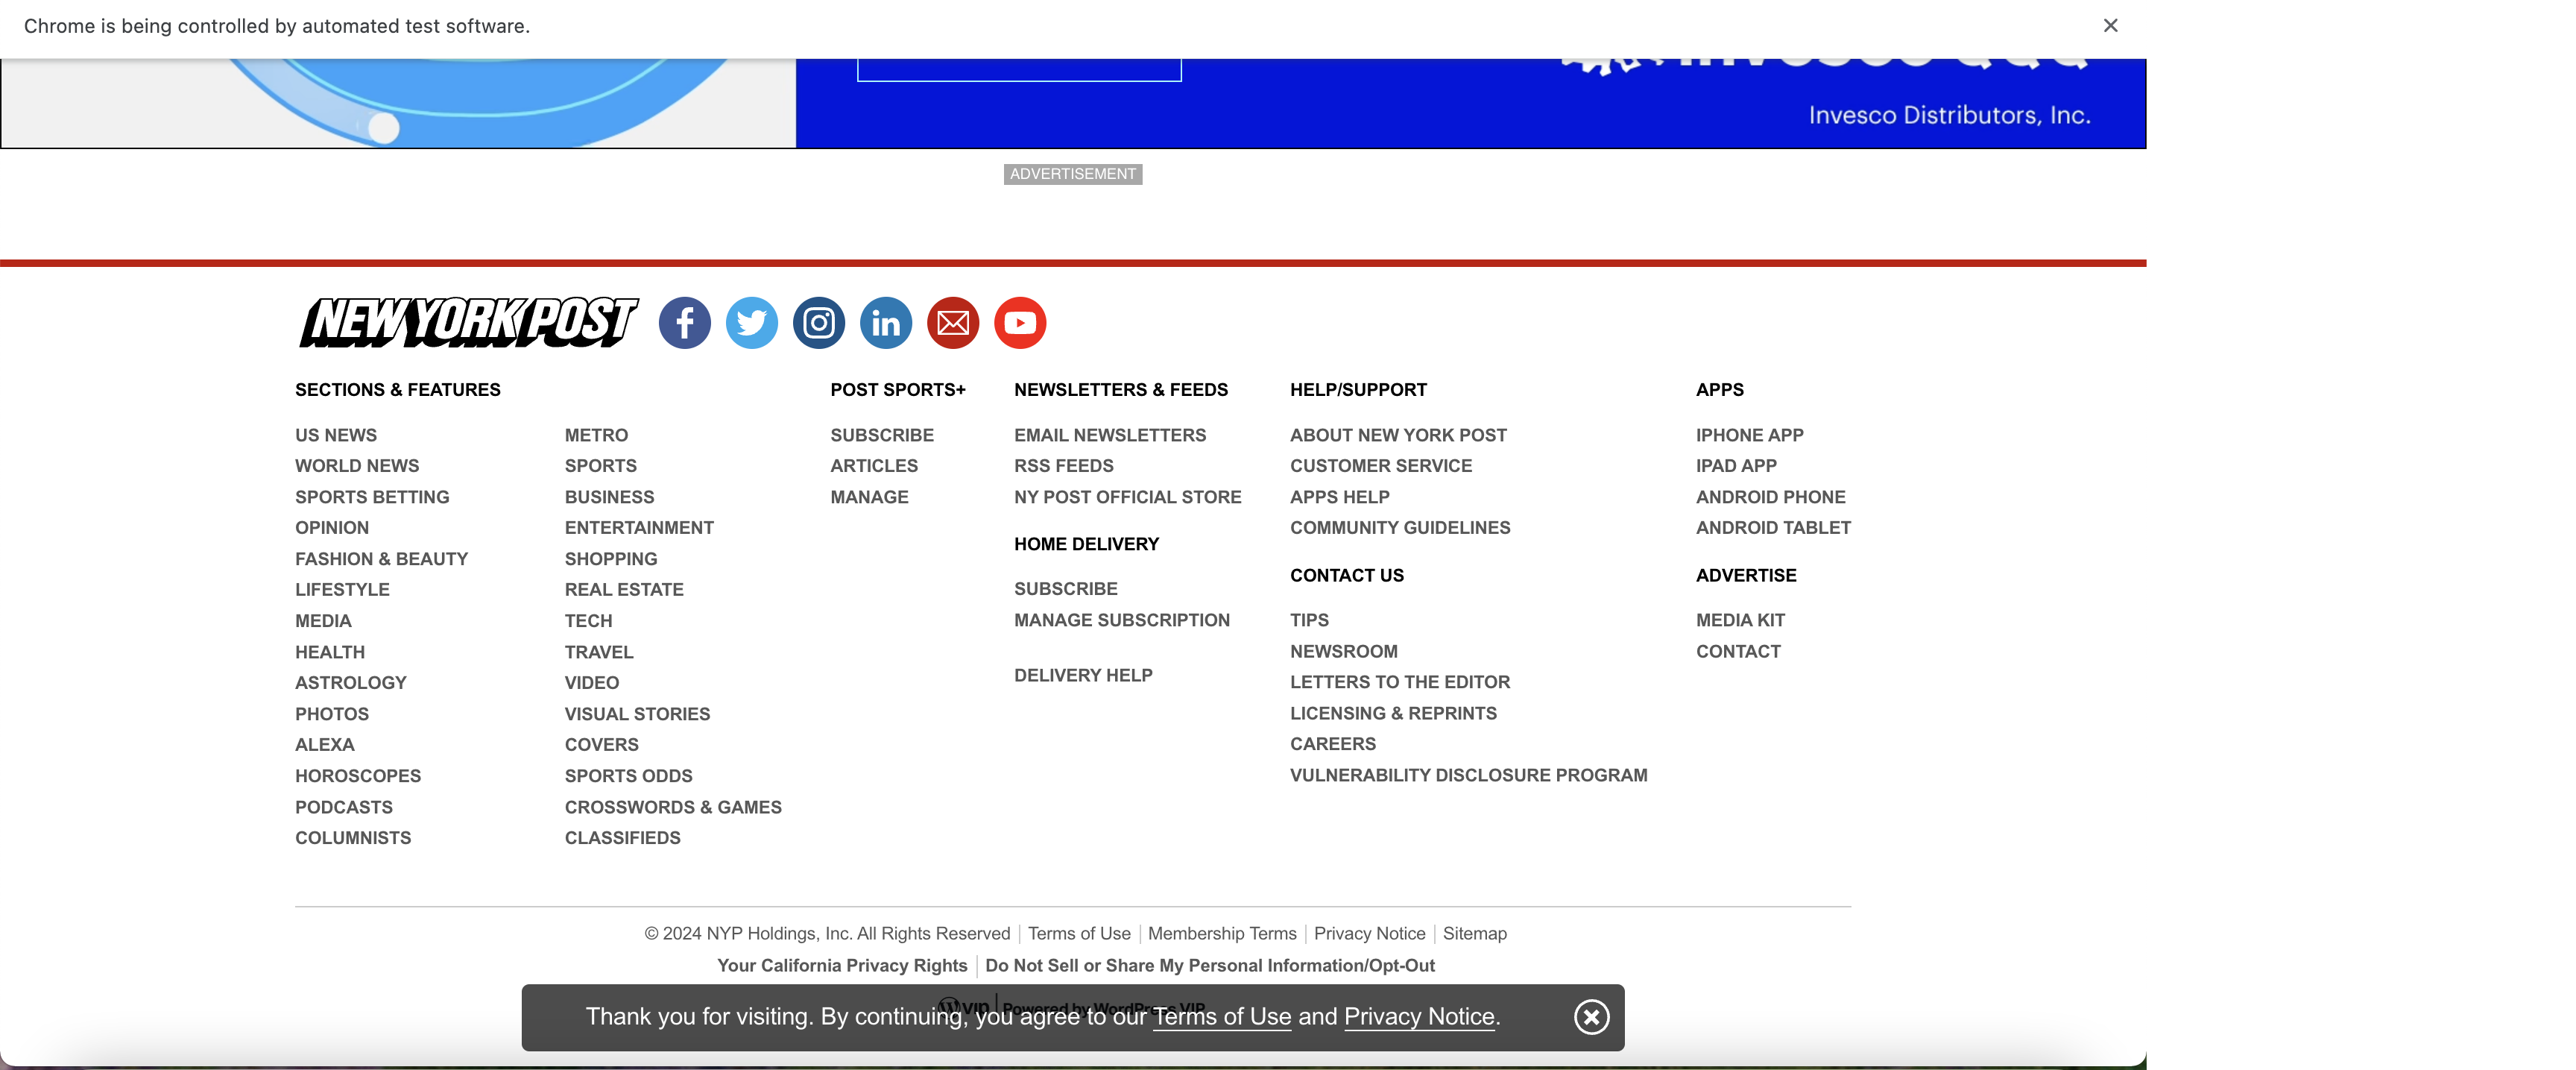 Chrome is being controlled by automated test software.
Invesco QQQ
Invesco Distributors, Inc.
ADVERTISEMENT
NEW YORK POST
SECTIONS & FEATURES
US NEWS
WORLD NEWS
SPORTS BETTING
OPINION
FASHION & BEAUTY
LIFESTYLE
MEDIA
HEALTH
ASTROLOGY
PHOTOS
ALEXA
HOROSCOPES
PODCASTS
COLUMNISTS
METRO
SPORTS
BUSINESS
ENTERTAINMENT
SHOPPING
REAL ESTATE
TECH
TRAVEL
VIDEO
VISUAL STORIES
COVERS
SPORTS ODDS
CROSSWORDS & GAMES
CLASSIFIEDS
POST SPORTS+
SUBSCRIBE
ARTICLES
MANAGE
NEWSLETTERS & FEEDS
EMAIL NEWSLETTERS
RSS FEEDS
NY POST OFFICIAL STORE
HOME DELIVERY
SUBSCRIBE
MANAGE SUBSCRIPTION
DELIVERY HELP
HELP/SUPPORT
ABOUT NEW YORK POST
CUSTOMER SERVICE
APPS HELP
COMMUNITY GUIDELINES
CONTACT US
TIPS
NEWSROOM
LETTERS TO THE EDITOR
LICENSING & REPRINTS
CAREERS
VULNERABILITY DISCLOSURE PROGRAM
APPS
IPHONE APP
IPAD APP
ANDROID PHONE
ANDROID TABLET
ADVERTISE
MEDIA KIT
CONTACT
© 2024 NYP Holdings, Inc. All Rights Reserved | Terms of Use | Membership Terms | Privacy Notice | Sitemap
Your California Privacy Rights | Do Not Sell or Share My Personal Information/Opt-Out
VIP | Powered by WordPress VIP
Thank you for visiting. By continuing, you agree to our Terms of Use and Privacy Notice.